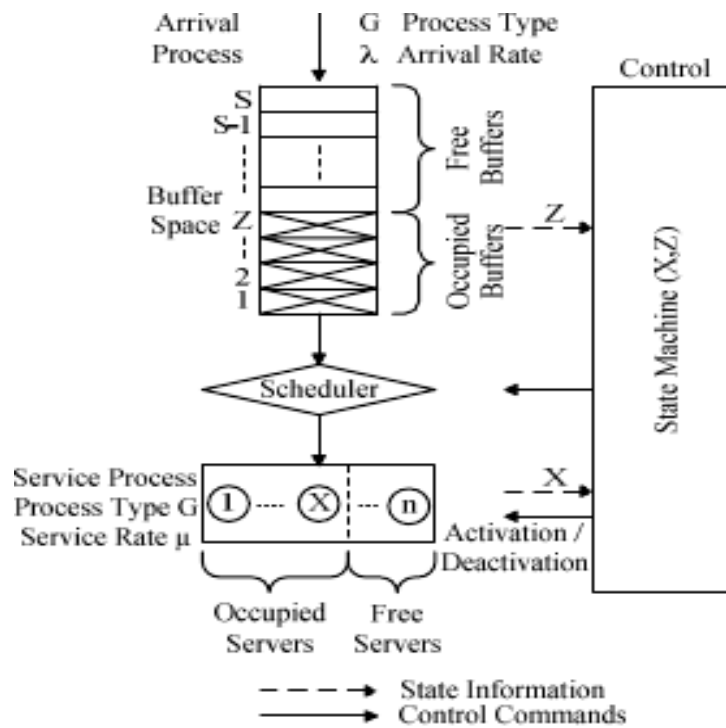 Arrival
Process
G Process Type
λ Arrival Rate
Control
S
S-1
Free
Buffers
Buffer
Space
Z
2
1
Occupied
Buffers
Z
State Machine (X,Z)
Scheduler
Service Process
Process Type G
Service Rate μ
1 X n
X
Activation /
Deactivation
Occupied
Servers
Free
Servers
State Information
Control Commands